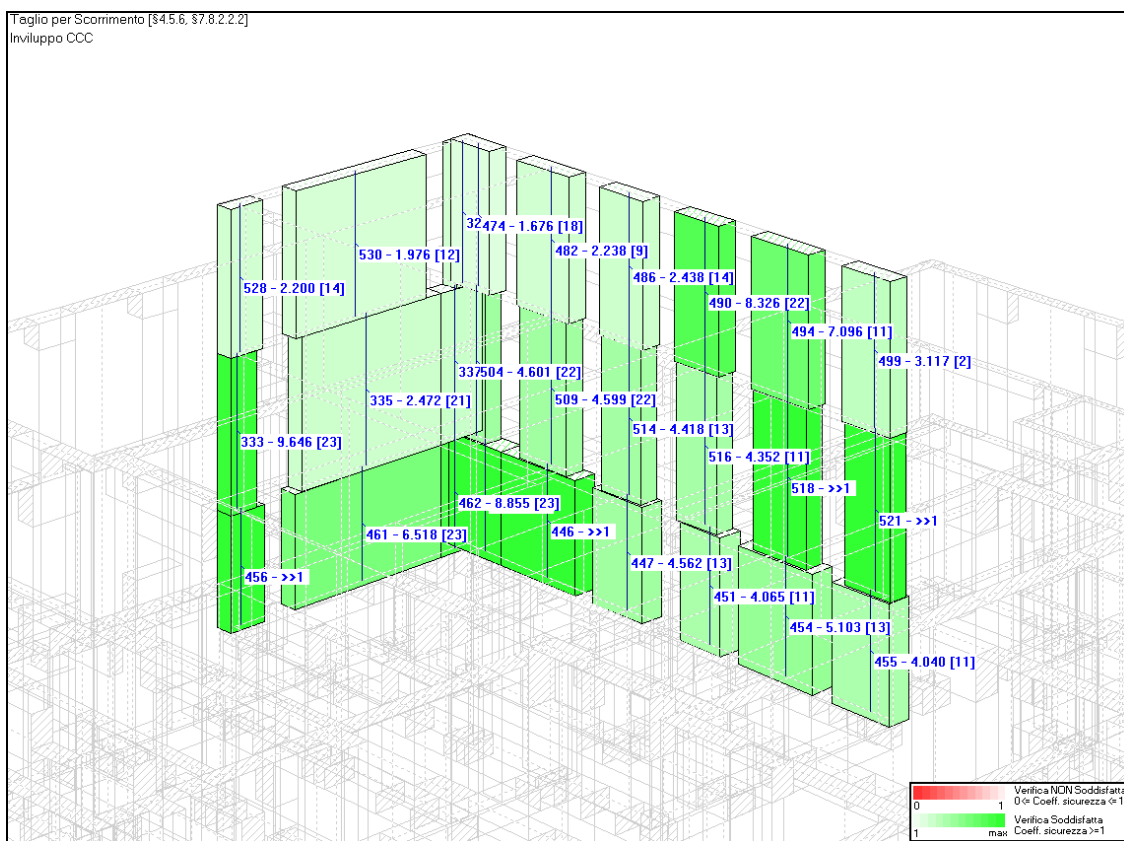 Taglio per Scorrimento [§4.5.6, §7.8.2.2.2]
Inviluppo CCC
32
474 - 1.676 [18]
530 - 1.976 [12]
482 - 2.238 [9]
486 - 2.438 [14]
528 - 2.200 [14]
490 - 8.326 [22]
494 - 7.096 [11]
499 - 3.117 [2]
337
504 - 4.601 [22]
335 - 2.472 [21]
509 - 4.599 [22]
514 - 4.418 [13]
333 - 9.646 [23]
516 - 4.352 [11]
518 - >>1
521 - >>1
462 - 8.855 [23]
461 - 6.518 [23]
446 - >>1
447 - 4.562 [13]
456 - >>1
451 - 4.065 [11]
454 - 5.103 [13]
455 - 4.040 [11]
Verifica NON Soddisfatta
0 <= Coeff. sicurezza <= 1
0 1
Verifica Soddisfatta
Coeff. sicurezza >=1
1 max